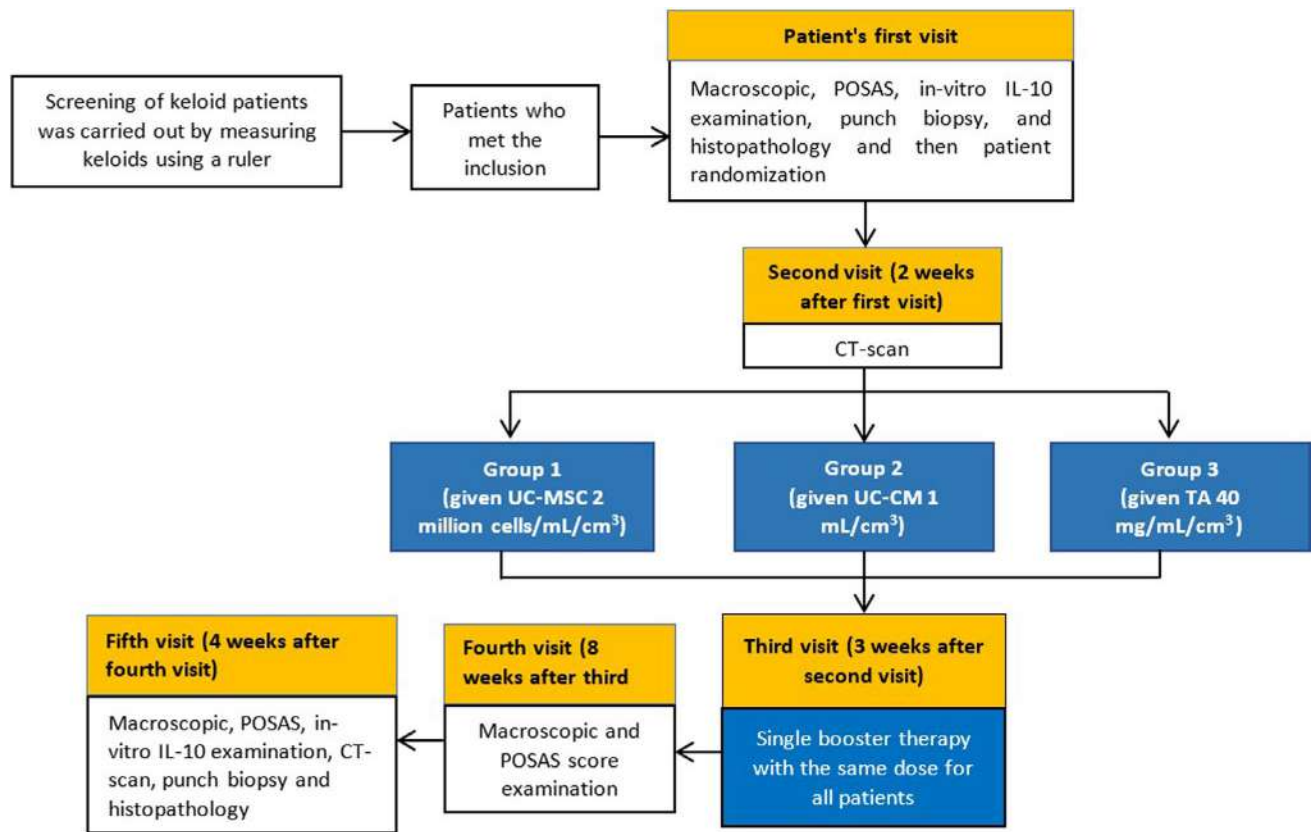 Screening of keloid patients
was carried out by measuring
keloids using a ruler
Patients who
met the
inclusion
Patient's first visit
Macroscopic, POSAS, in-vitro IL-10
examination, punch biopsy, and
histopathology and then patient
randomization
Second visit (2 weeks
after first visit)
CT-scan
Group 1
(given UC-MSC 2
million cells/mL/cm³)
Group 2
(given UC-CM 1
mL/cm³)
Group 3
(given TA 40
mg/mL/cm³)
Third visit (3 weeks after
second visit)
Single booster therapy
with the same dose for
all patients
Fourth visit (8
weeks after third
Macroscopic and
POSAS score
examination
Fifth visit (4 weeks after
fourth visit)
Macroscopic, POSAS, in-
vitro IL-10 examination, CT-
scan, punch biopsy and
histopathology